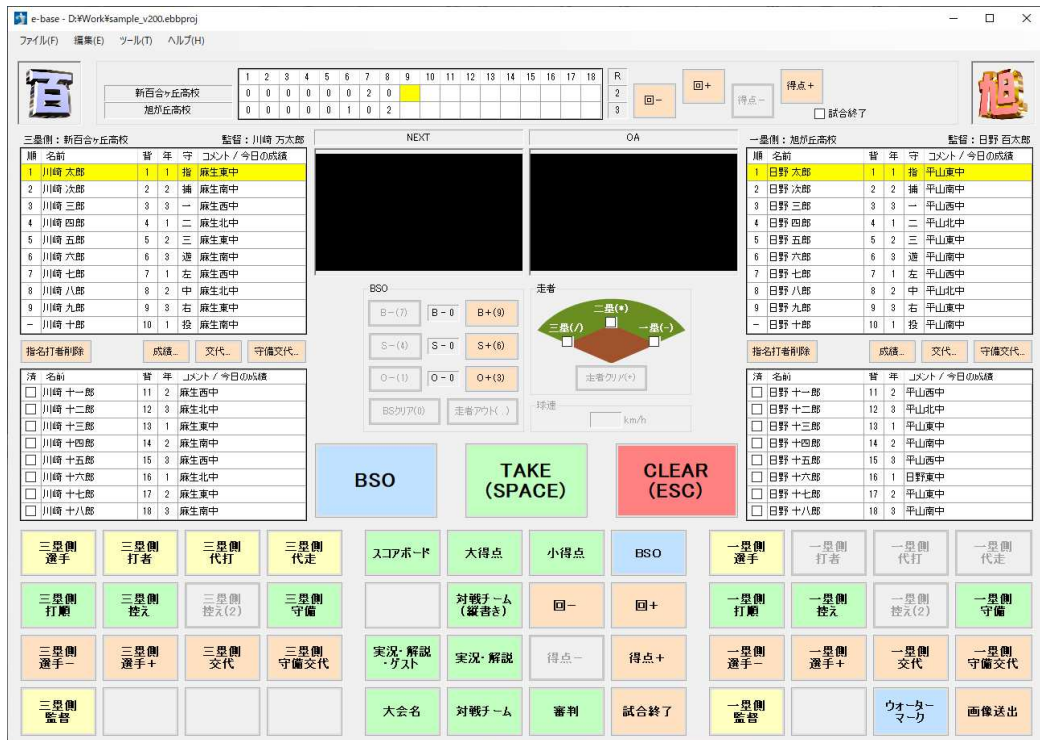 e-base - D:¥Work¥sample_v200.ebbproj
ファイル(F) 編集(E) ツール(T) ヘルプ(H)
百
1 2 3 4 5 6 7 8 9 10 11 12 13 14 15 16 17 18 R
新百合ヶ丘高校 0 0 0 0 0 0 2 0 2
旭が丘高校 0 0 0 0 0 1 0 2 3
回- 回+ 得点- 得点+
試合終了
旭
三塁側:新百合ヶ丘高校 監督:川崎 万太郎
順 名前 背 年 守 コメント / 今日の成績
1 川崎 太郎 1 1 指 麻生東中
2 川崎 次郎 2 2 捕 麻生南中
3 川崎 三郎 3 3 一 麻生西中
4 川崎 四郎 4 1 二 麻生北中
5 川崎 五郎 5 2 三 麻生東中
6 川崎 六郎 6 3 遊 麻生南中
7 川崎 七郎 7 1 左 麻生西中
8 川崎 八郎 8 2 中 麻生北中
9 川崎 九郎 9 3 右 麻生東中
- 川崎 十郎 10 1 投 麻生南中
指名打者削除 成績... 交代... 守備交代...
済 名前 背 年 コメント / 今日の成績
川崎 十一郎 11 2 麻生西中
川崎 十二郎 12 3 麻生北中
川崎 十三郎 13 1 麻生東中
川崎 十四郎 14 2 麻生南中
川崎 十五郎 15 3 麻生西中
川崎 十六郎 16 1 麻生北中
川崎 十七郎 17 2 麻生東中
川崎 十八郎 18 3 麻生南中
NEXT OA
BSO
B-(7) B - 0 B+(9)
S-(4) S - 0 S+(6)
O-(1) O - 0 O+(3)
BSクリア(0) 走者アウト(.)
走者
二塁(*)
三塁(/) 一塁(-)
走者クリア(+)
球速
km/h
BSO
TAKE
(SPACE)
CLEAR
(ESC)
一塁側:旭が丘高校 監督:日野 百太郎
順 名前 背 年 守 コメント / 今日の成績
1 日野 太郎 1 1 指 平山東中
2 日野 次郎 2 2 捕 平山南中
3 日野 三郎 3 3 一 平山西中
4 日野 四郎 4 1 二 平山北中
5 日野 五郎 5 2 三 平山東中
6 日野 六郎 6 3 遊 平山南中
7 日野 七郎 7 1 左 平山西中
8 日野 八郎 8 2 中 平山北中
9 日野 九郎 9 3 右 平山東中
- 日野 十郎 10 1 投 平山南中
指名打者削除 成績... 交代... 守備交代...
済 名前 背 年 コメント / 今日の成績
日野 十一郎 11 2 平山西中
日野 十二郎 12 3 平山北中
日野 十三郎 13 1 平山東中
日野 十四郎 14 2 平山南中
日野 十五郎 15 3 平山西中
日野 十六郎 16 1 日野東中
日野 十七郎 17 2 平山東中
日野 十八郎 18 3 平山南中
三塁側
選手
三塁側
打者
三塁側
代打
三塁側
代走
スコアボード
大得点
小得点
BSO
一塁側
選手
一塁側
打者
一塁側
代打
一塁側
代走
三塁側
打順
三塁側
控え
三塁側
控え(2)
三塁側
守備
対戦チーム
(縦書き)
回-
回+
一塁側
打順
一塁側
控え
一塁側
控え(2)
一塁側
守備
三塁側
選手-
三塁側
選手+
三塁側
交代
三塁側
守備交代
実況・解説
・ゲスト
実況・解説
得点-
得点+
一塁側
選手-
一塁側
選手+
一塁側
交代
一塁側
守備交代
三塁側
監督
大会名
対戦チーム
審判
試合終了
一塁側
監督
ウォーター
マーク
画像送出